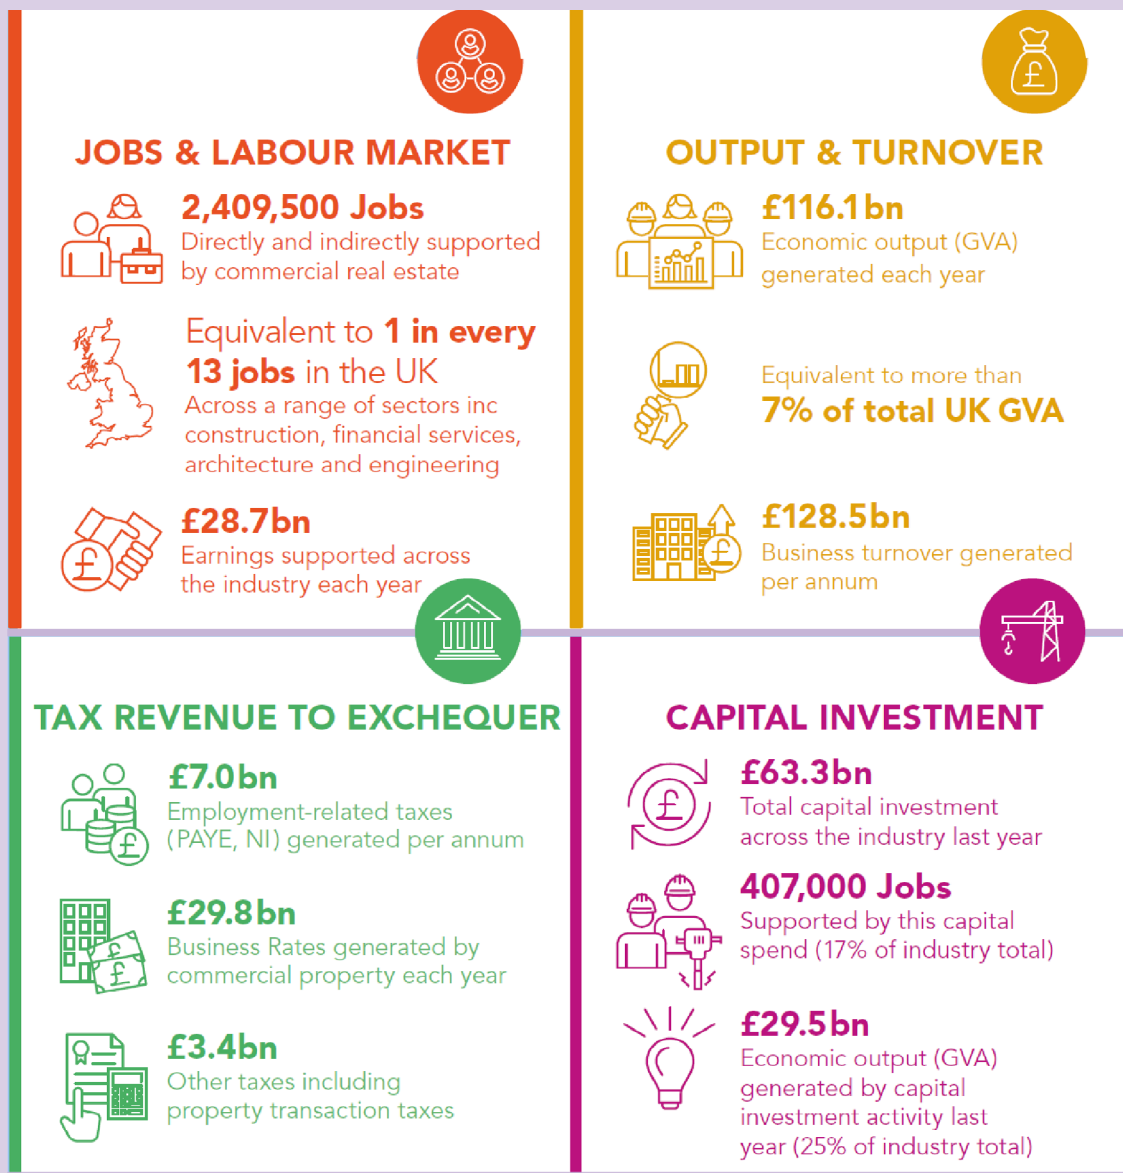 JOBS & LABOUR MARKET
2,409,500 Jobs
Directly and indirectly supported
by commercial real estate
Equivalent to 1 in every
13 jobs in the UK
Across a range of sectors inc
construction, financial services,
architecture and engineering
£28.7bn
Earnings supported across
the industry each year
£
OUTPUT & TURNOVER
£116.1bn
Economic output (GVA)
generated each year
Equivalent to more than
7% of total UK GVA
£128.5bn
Business turnover generated
per annum
£
£
TAX REVENUE TO EXCHEQUER
£7.0bn
Employment-related taxes
(PAYE, NI) generated per annum
£
£29.8bn
Business Rates generated by
commercial property each year
£
£
£3.4bn
Other taxes including
property transaction taxes
CAPITAL INVESTMENT
£63.3bn
Total capital investment
across the industry last year
£
407,000 Jobs
Supported by this capital
spend (17% of industry total)
£29.5bn
Economic output (GVA)
generated by capital
investment activity last
year (25% of industry total)